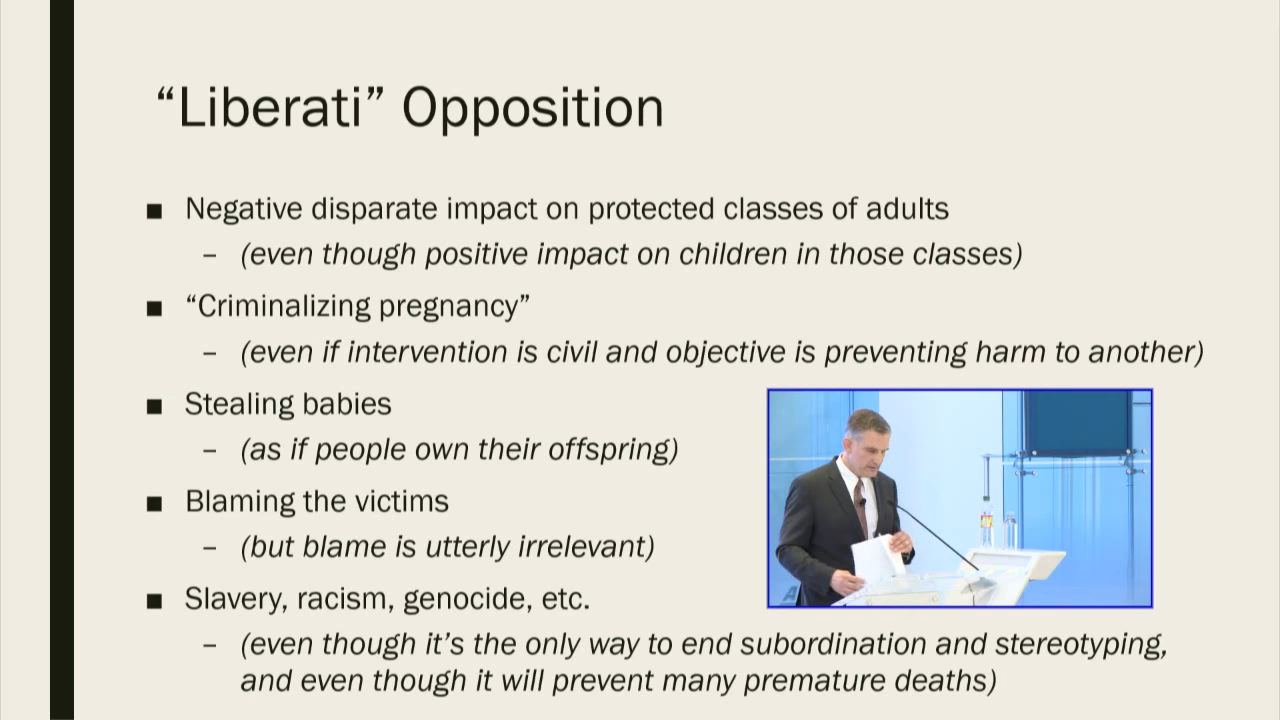 “Liberati” Opposition
■ Negative disparate impact on protected classes of adults
– (even though positive impact on children in those classes)
■ “Criminalizing pregnancy”
– (even if intervention is civil and objective is preventing harm to another)
■ Stealing babies
– (as if people own their offspring)
■ Blaming the victims
– (but blame is utterly irrelevant)
■ Slavery, racism, genocide, etc.
– (even though it’s the only way to end subordination and stereotyping,
and even though it will prevent many premature deaths)